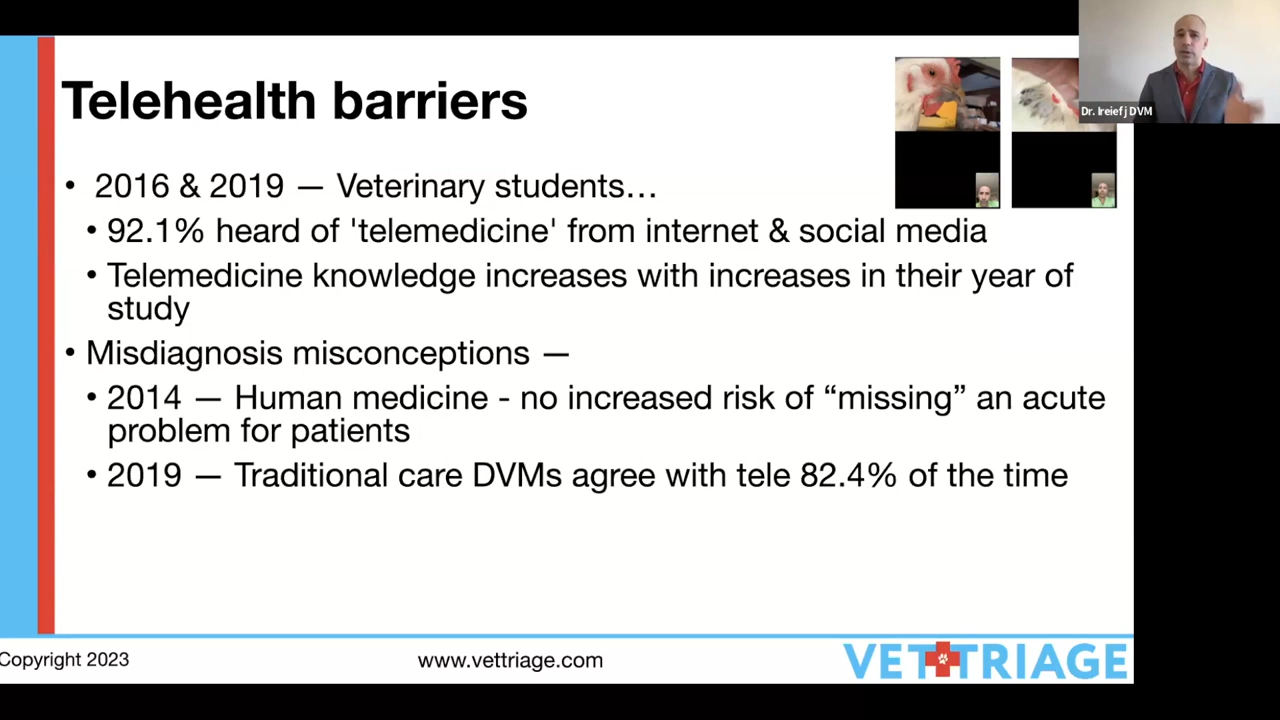 Telehealth barriers
Dr. Ireiefj DVM
• 2016 & 2019 — Veterinary students…
• 92.1% heard of 'telemedicine' from internet & social media
• Telemedicine knowledge increases with increases in their year of
study
• Misdiagnosis misconceptions —
• 2014 — Human medicine - no increased risk of “missing” an acute
problem for patients
• 2019 — Traditional care DVMs agree with tele 82.4% of the time
Copyright 2023
www.vettriage.com
VET TRIAGE